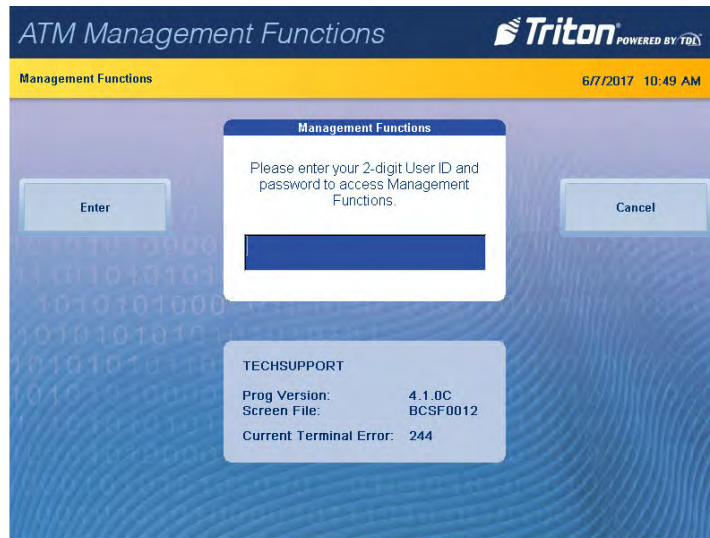 ATM Management Functions
Triton POWERED BY TDL
Management Functions
6/7/2017 10:49 AM
Management Functions
Please enter your 2-digit User ID and
password to access Management
Functions.
Enter
Cancel
TECHSUPPORT
Prog Version: 4.1.0C
Screen File: BCSF0012
Current Terminal Error: 244